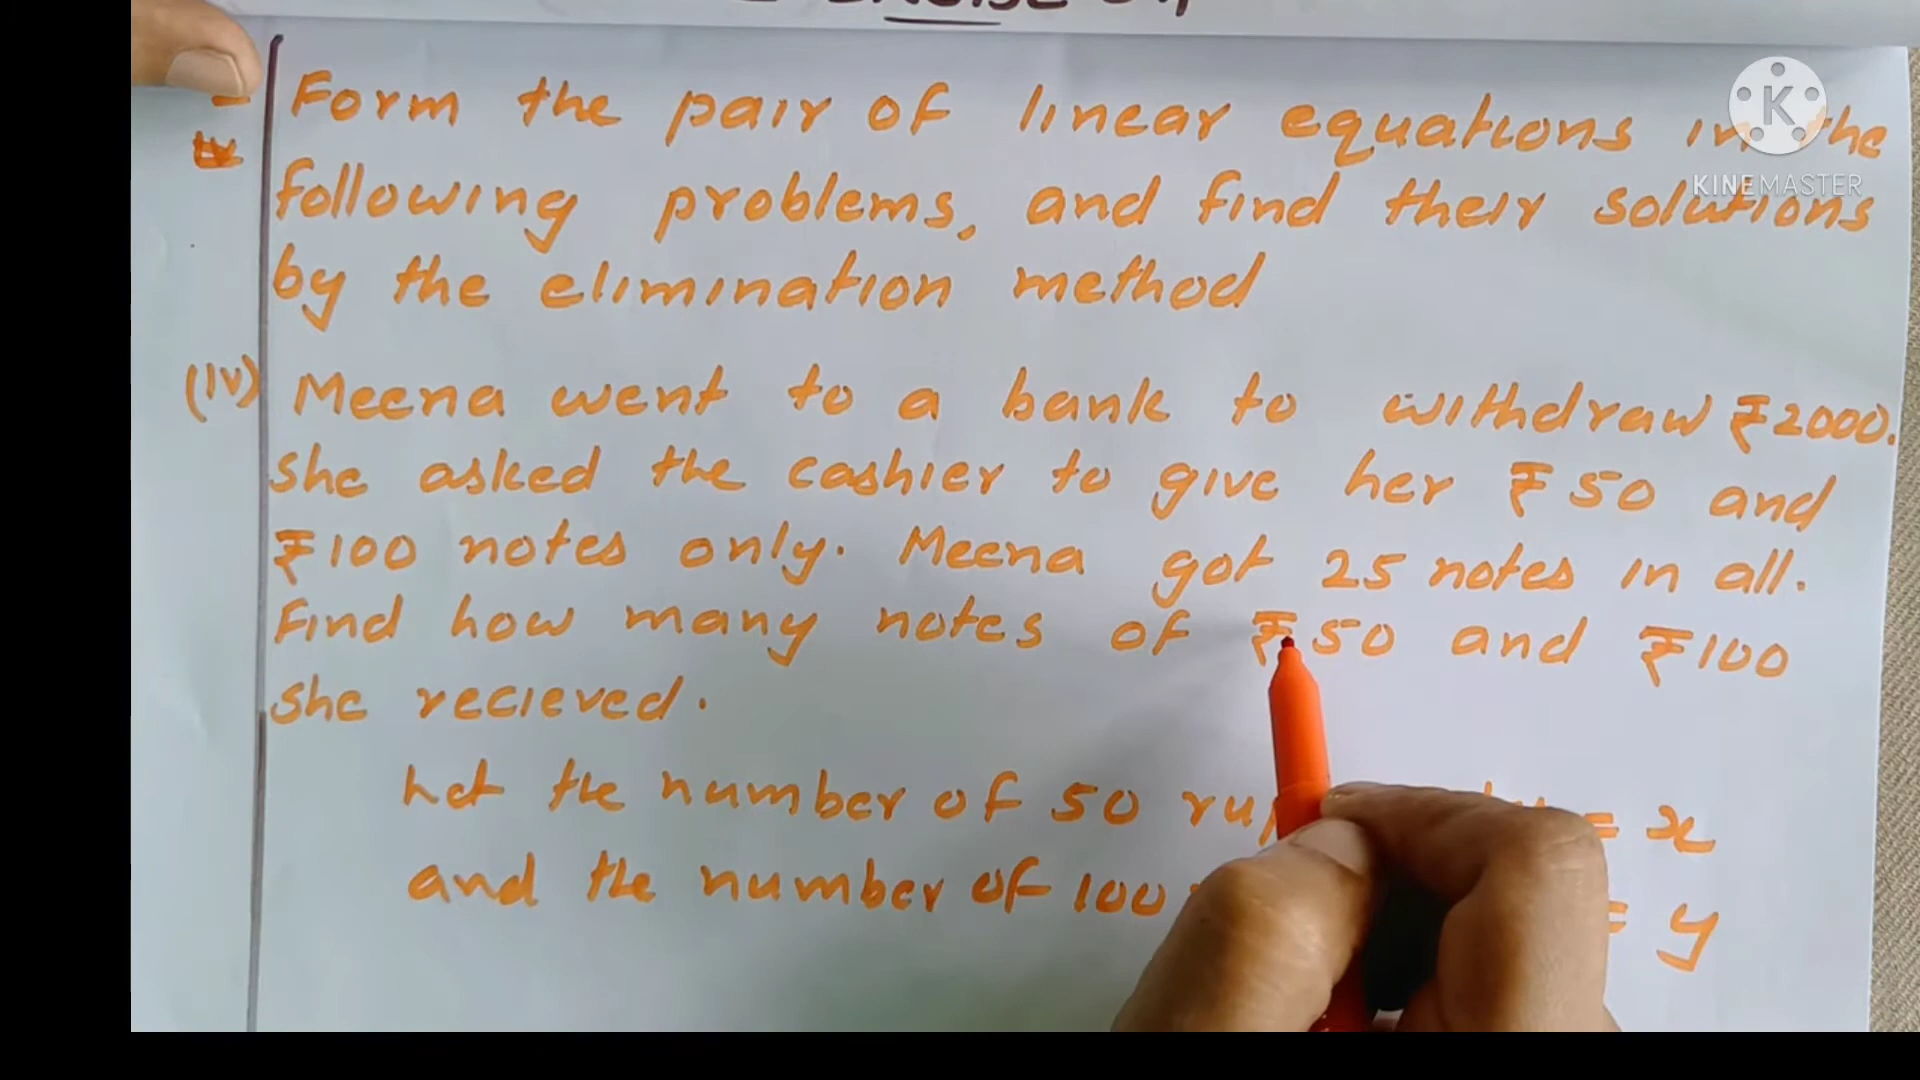 Form the pair of linear equations in the
following problems, and find their solutions
by the elimination method
(iv) Meena went to a bank to withdraw ₹2000.
she asked the cashier to give her ₹50 and
₹100 notes only. Meena got 25 notes in all.
Find how many notes of ₹50 and ₹100
she recieved.
Let the number of 50 = x
and the number of 100 = y
KINEMASTER